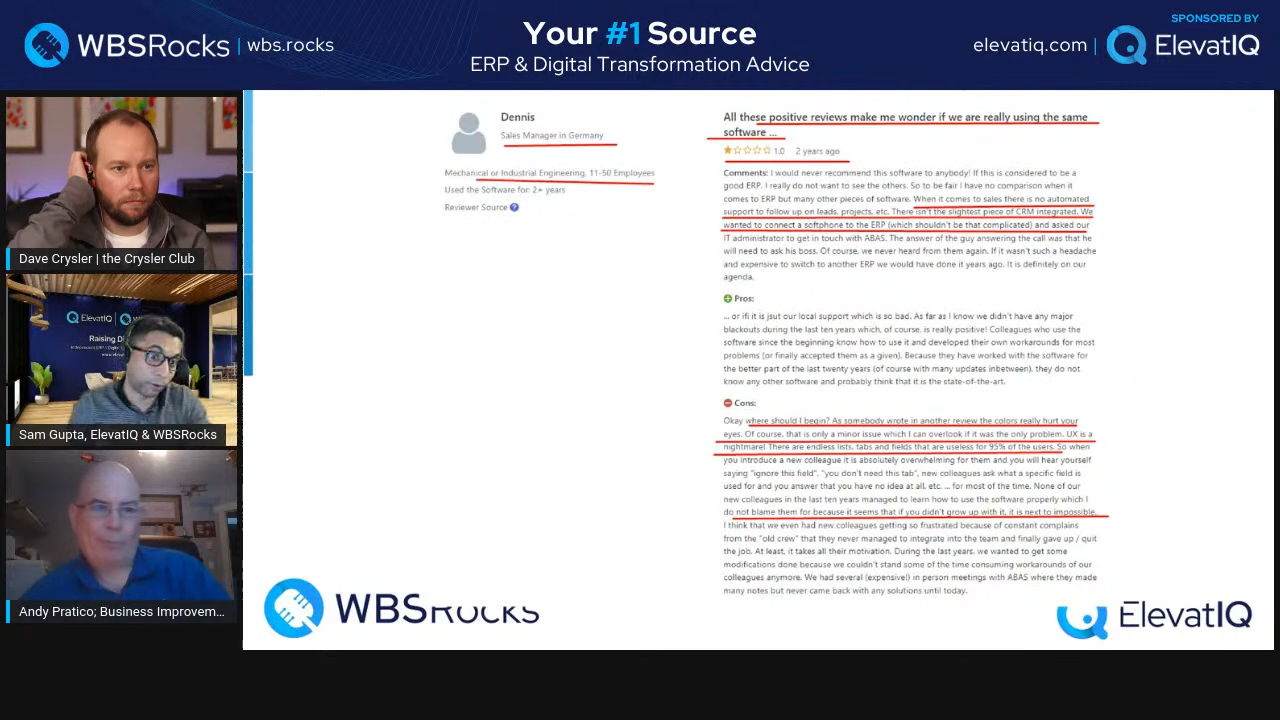 WBSRocks | wbs.rocks
Your #1 Source
ERP & Digital Transformation Advice
SPONSORED BY
elevatiq.com | ElevatIQ
Dave Crysler | the Crysler Club
ElevatIQ
Raising
Sam Gupta, ElevatIQ & WBSRocks
Andy Pratico; Business Improvem...
Dennis
Sales Manager in Germany
Mechanical or Industrial Engineering, 11-50 Employees
Used the Software for: 2+ years
Reviewer Source
All these positive reviews make me wonder if we are really using the same
software ...
1.0 2 years ago
Comments: I would never recommend this software to anybody! If this is considered to be a
good ERP, I really do not want to see the others. So to be fair I have no comparison when it
comes to ERP but many other pieces of software. When it comes to sales there is no automated
support to follow up on leads, projects, etc. There isn't the slightest piece of CRM integrated. We
wanted to connect a softphone to the ERP (which shouldn't be that complicated) and asked our
IT administrator to get in touch with ABAS. The answer of the guy answering the call was that he
will need to ask his boss. Of course, we never heard from them again. If it wasn't such a headache
and expensive to switch to another ERP we would have done it years ago. It is definitely on our
agenda.
Pros:
... or ifi it is jsut our local support which is so bad. As far as I know we didn't have any major
blackouts during the last ten years which, of course, is really positive! Colleagues who use the
software since the beginning know how to use it and developed their own workarounds for most
problems (or finally accepted them as a given). Because they have worked with the software for
the better part of the last twenty years (of course with many updates inbetween), they do not
know any other software and probably think that it is the state-of-the-art.
Cons:
Okay where should I begin? As somebody wrote in another review the colors really hurt your
eyes. Of course, that is only a minor issue which I can overlook if it was the only problem. UX is a
nightmare! There are endless lists, tabs and fields that are useless for 95% of the users. So when
you introduce a new colleague it is absolutely overwhelming for them and you will hear yourself
saying "ignore this field", "you don't need this tab", new colleagues ask what a specific field is
used for and you answer that you have no idea at all, etc. ... for most of the time. None of our
new colleagues in the last ten years managed to learn how to use the software properly which I
do not blame them for because it seems that if you didn't grow up with it, it is next to impossible.
I think that we even had new colleagues getting so frustrated because of constant complains
from the "old crew" that they never managed to integrate into the team and finally gave up / quit
the job. At least, it takes all their motivation. During the last years, we wanted to get some
modifications done because we couldn't stand some of the time consuming workarounds of our
colleagues anymore. We had several (expensive!) in person meetings with ABAS where they made
many notes but never came back with any solutions until today.
WBSRocks
ElevatIQ